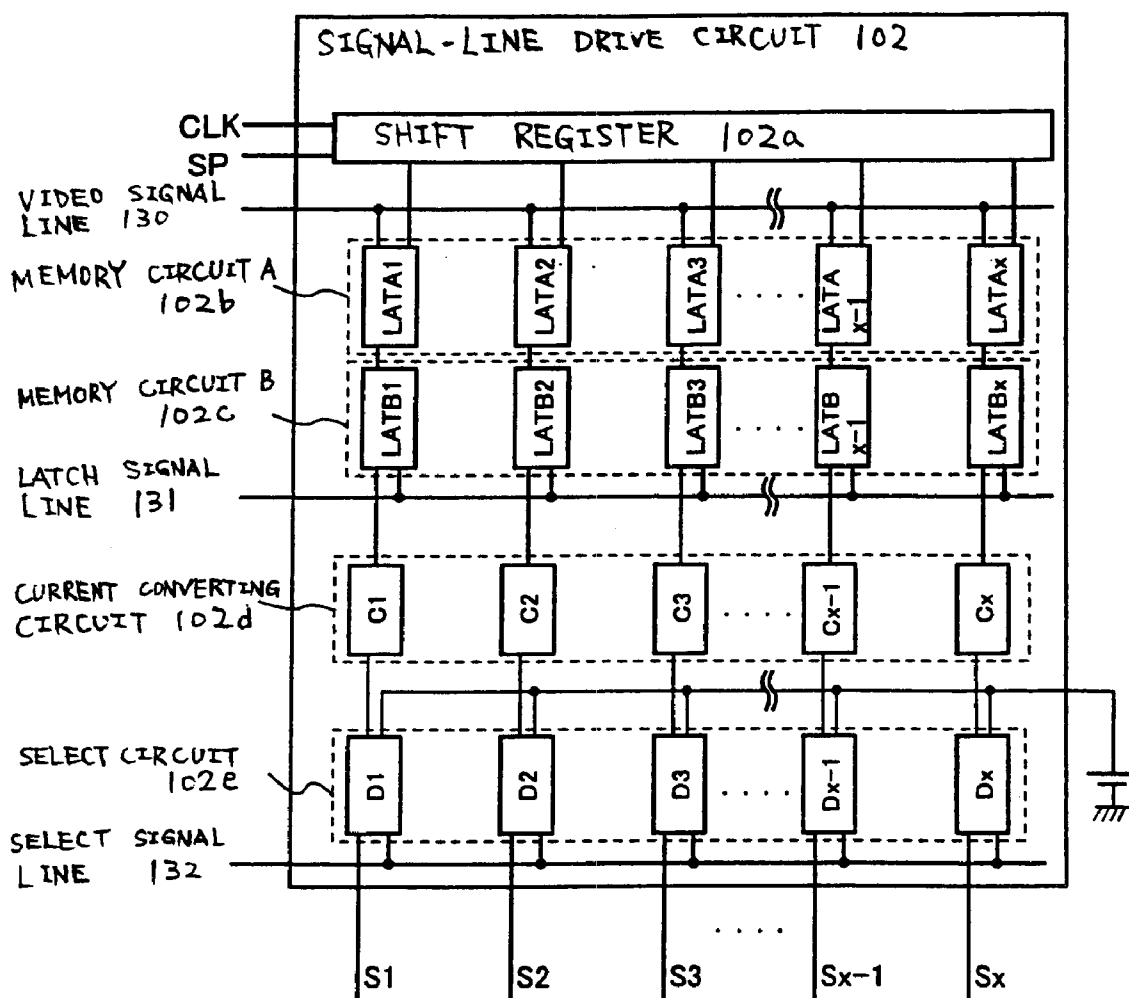 SIGNAL-LINE DRIVE CIRCUIT 102
CLK
SP
SHIFT REGISTER 102a
VIDEO SIGNAL
LINE 130
MEMORY CIRCUIT A
102b
LATA1
LATA2
LATA3
. . . . .
LATA
x-1
LATAx
MEMORY CIRCUIT B
102c
LATB1
LATB2
LATB3
. . . . .
LATB
x-1
LATBx
LATCH SIGNAL
LINE 131
CURRENT CONVERTING
CIRCUIT 102d
C1
C2
C3
. . . . .
Cx-1
Cx
SELECT CIRCUIT
102e
D1
D2
D3
. . . . .
Dx-1
Dx
SELECT SIGNAL
LINE 132
. . . .
S1
S2
S3
Sx-1
Sx